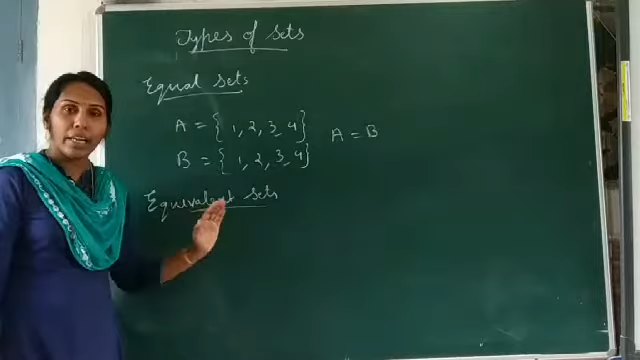 Types of Sets
Equal Sets
A = {1, 2, 3, 4} A = B
B = {1, 2, 3, 4}
Equivalent Sets